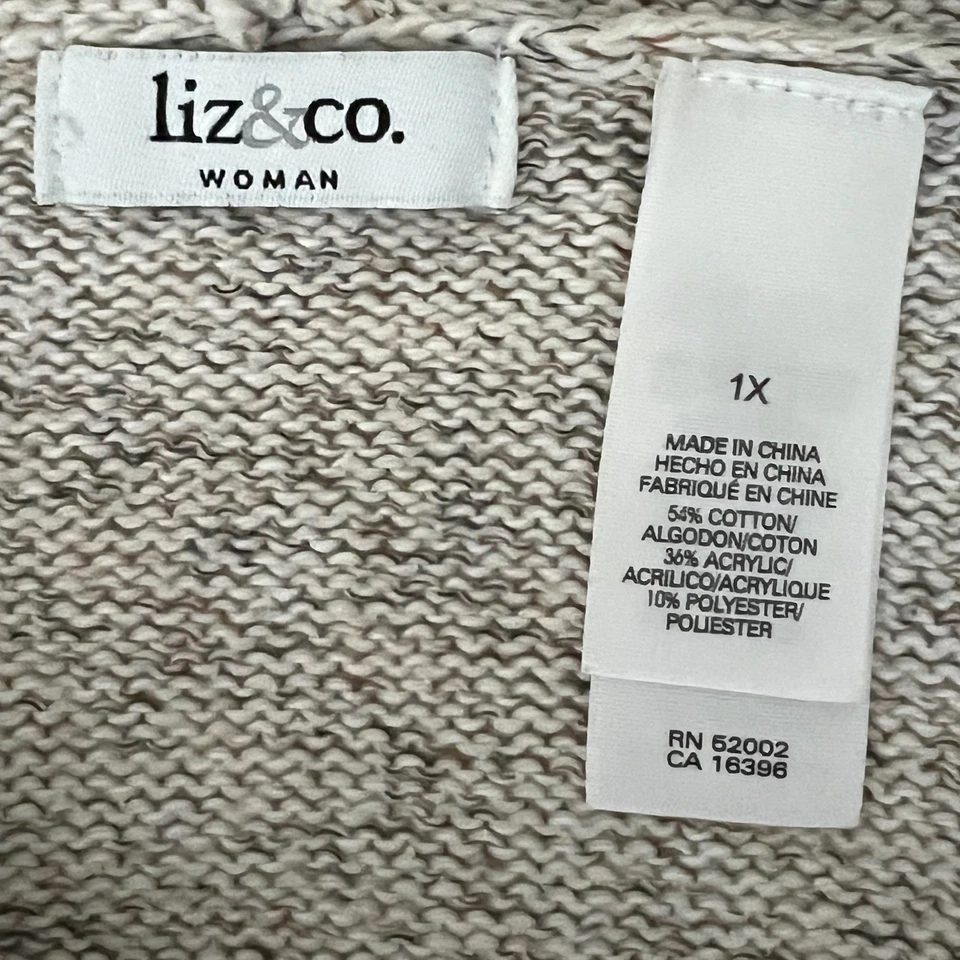 liz&co.
WOMAN
1X
MADE IN CHINA
HECHO EN CHINA
FABRIQUÉ EN CHINE
54% COTTON/
ALGODON/COTON
36% ACRYLIC/
ACRILICO/ACRYLIQUE
10% POLYESTER/
POLIESTER
RN 52002
CA 16396